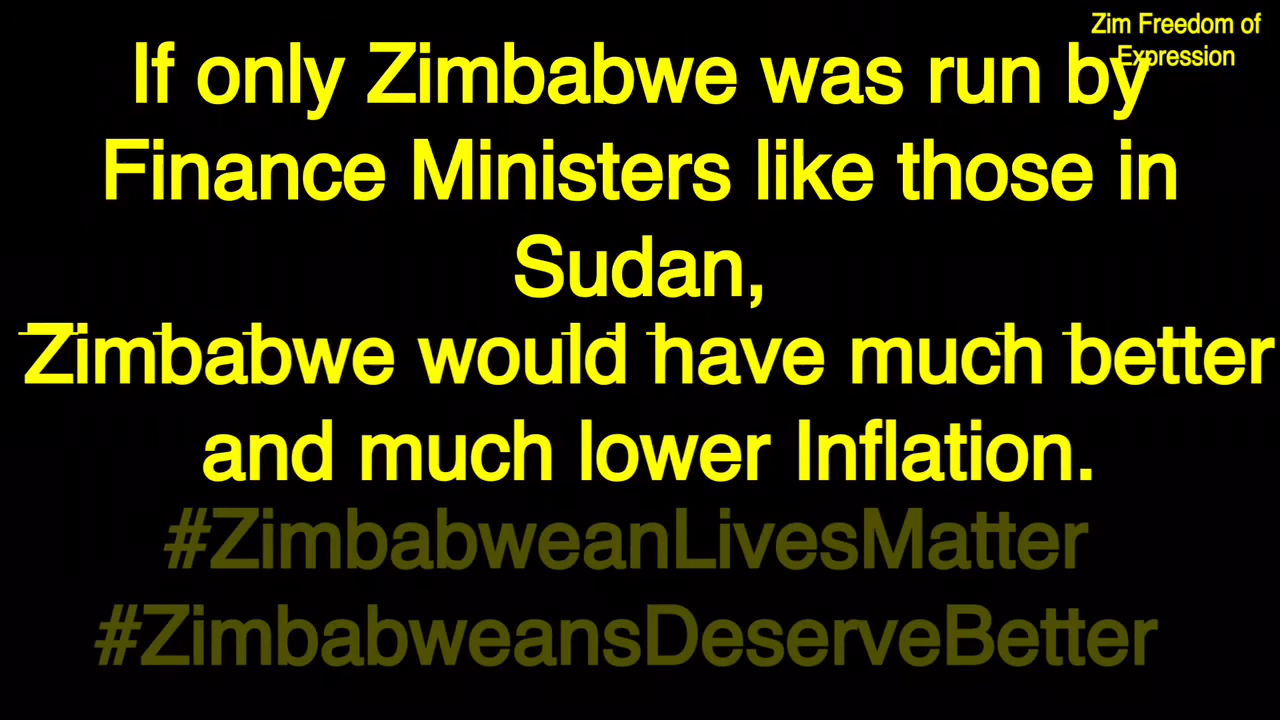 Zim Freedom of
Expression
If only Zimbabwe was run by
Finance Ministers like those in
Sudan,
Zimbabwe would have much better
and much lower Inflation.
#ZimbabweanLivesMatter
#ZimbabweansDeserveBetter